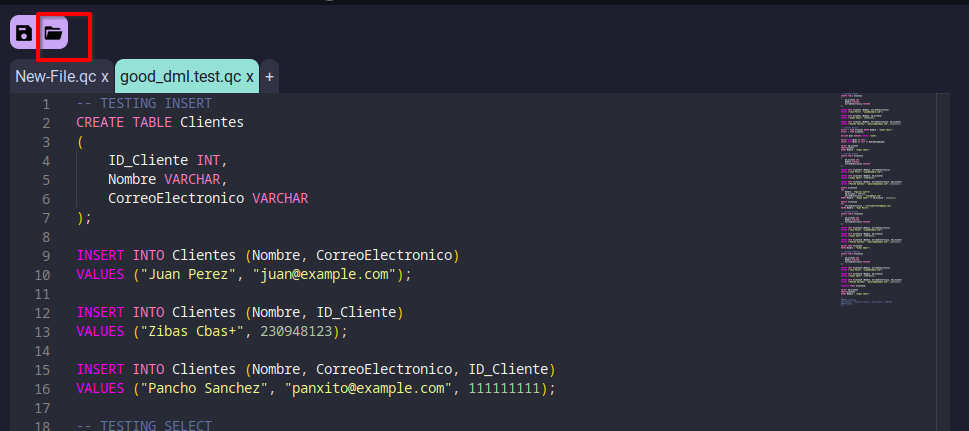 New-File.qc x good_dml.test.qc x +
1 -- TESTING INSERT
2 CREATE TABLE Clientes
3 (
4 ID_Cliente INT,
5 Nombre VARCHAR,
6 CorreoElectronico VARCHAR
7 );
8
9 INSERT INTO Clientes (Nombre, CorreoElectronico)
10 VALUES ("Juan Perez", "juan@example.com");
11
12 INSERT INTO Clientes (Nombre, ID_Cliente)
13 VALUES ("Zibas Cbas+", 230948123);
14
15 INSERT INTO Clientes (Nombre, CorreoElectronico, ID_Cliente)
16 VALUES ("Pancho Sanchez", "panxito@example.com", 111111111);
17
18 -- TESTING SELECT